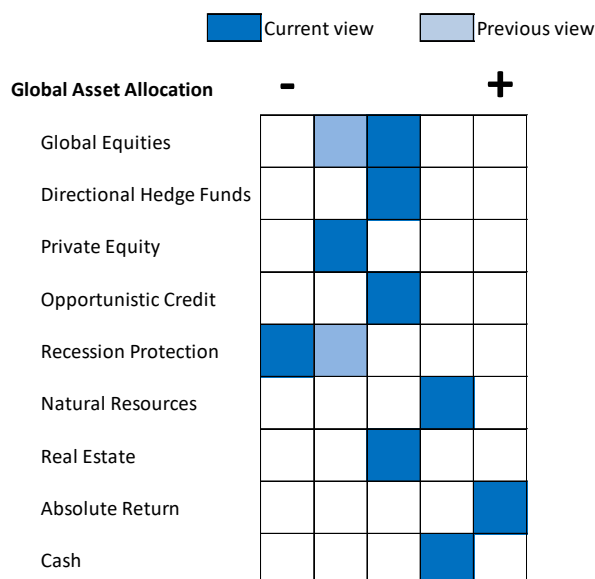 Current view Previous view
Global Asset Allocation - +
Global Equities
Directional Hedge Funds
Private Equity
Opportunistic Credit
Recession Protection
Natural Resources
Real Estate
Absolute Return
Cash